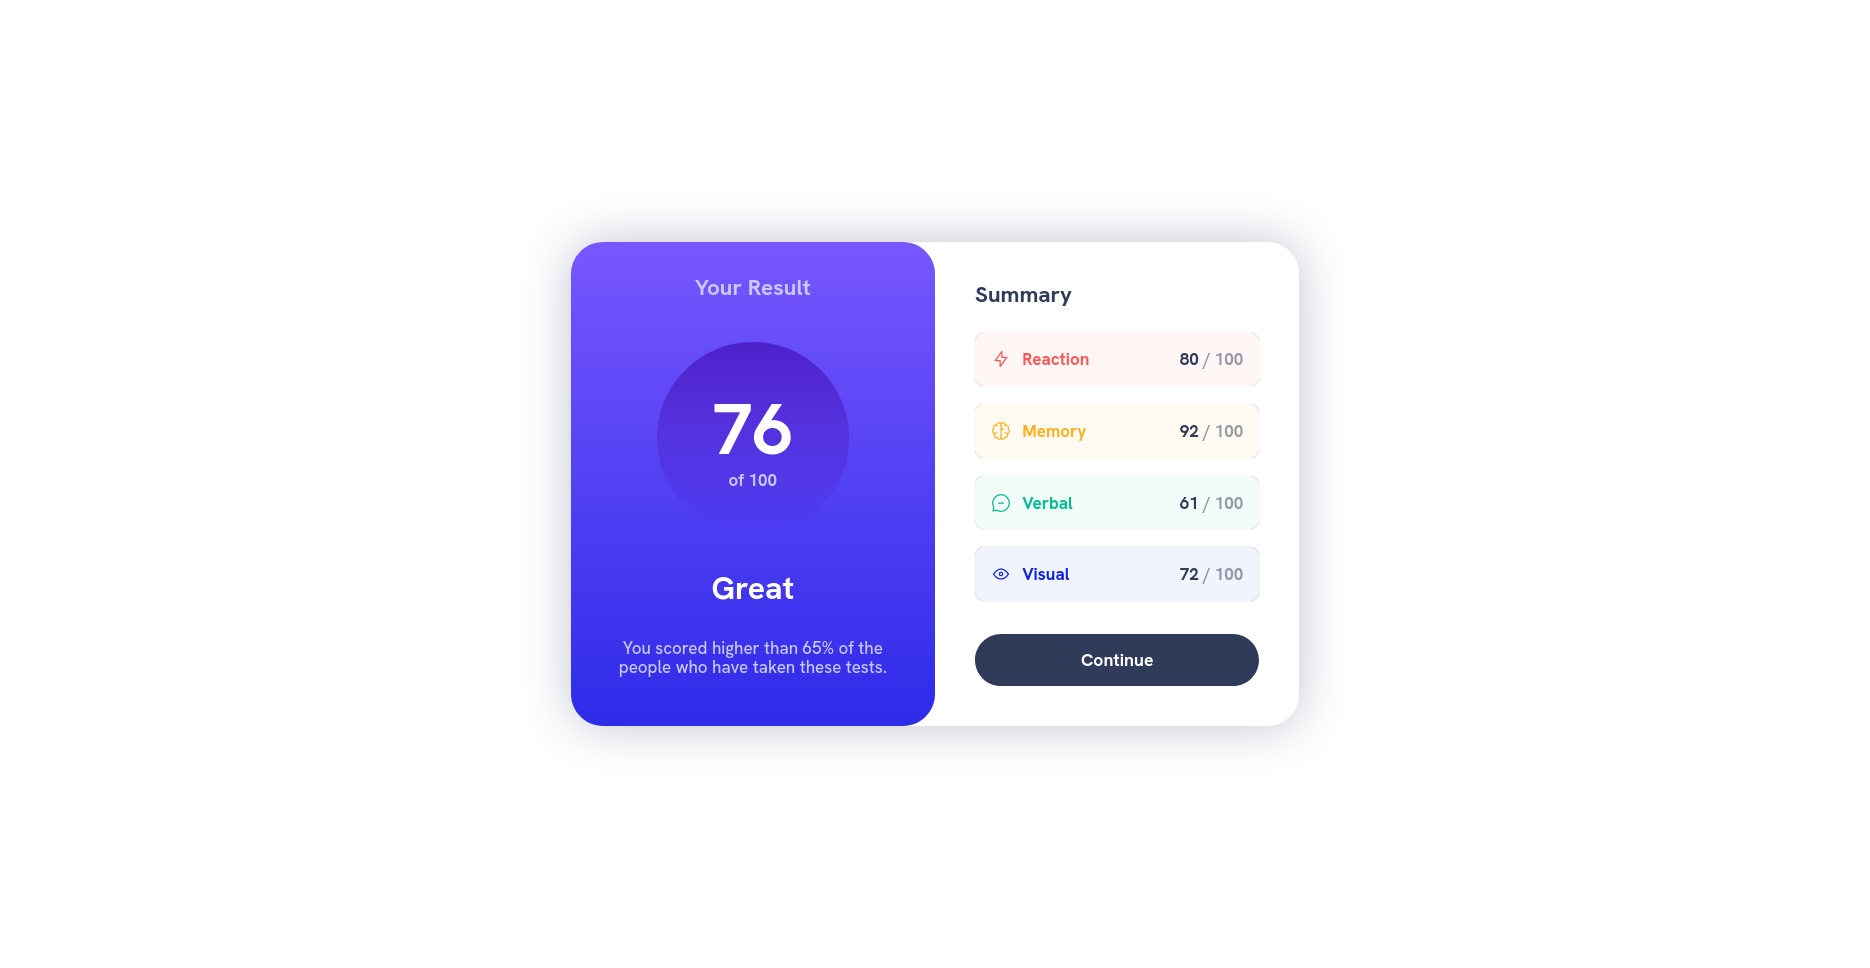 Your Result
76
of 100
Great
You scored higher than 65% of the
people who have taken these tests.
Summary
Reaction 80 / 100
Memory 92 / 100
Verbal 61 / 100
Visual 72 / 100
Continue